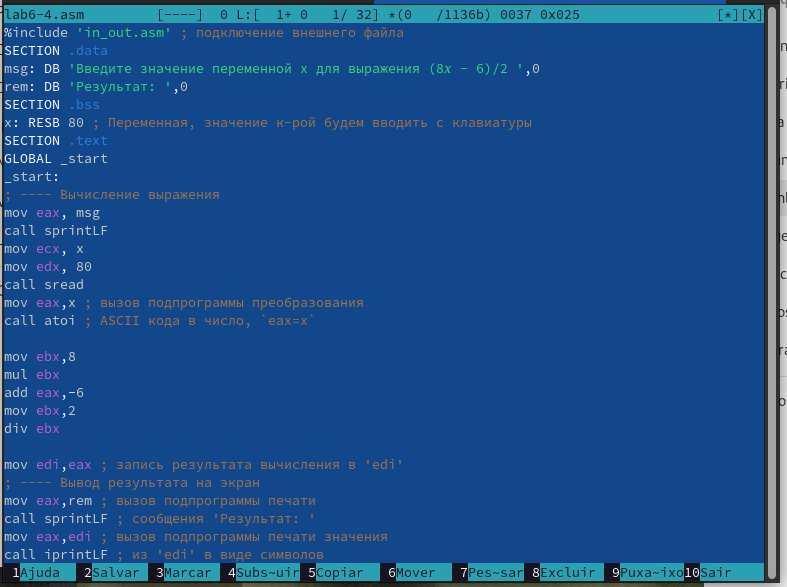 lab6-4.asm [----] 0 L:[ 1+ 0 1/ 32] *(0 /1136b) 0037 0x025 [*][X]
%include 'in_out.asm' ; подключение внешнего файла
SECTION .data
msg: DB 'Введите значение переменной x для выражения (8x - 6)/2 ',0
rem: DB 'Результат: ',0
SECTION .bss
x: RESB 80 ; Переменная, значение к-рой будем вводить с клавиатуры
SECTION .text
GLOBAL _start
_start:
; ---- Вычисление выражения
mov eax, msg
call sprintLF
mov ecx, x
mov edx, 80
call sread
mov eax,x ; вызов подпрограммы преобразования
call atoi ; ASCII кода в число, `eax=x`
mov ebx,8
mul ebx
add eax,-6
mov ebx,2
div ebx
mov edi,eax ; запись результата вычисления в 'edi'
; ---- Вывод результата на экран
mov eax,rem ; вызов подпрограммы печати
call sprintLF ; сообщения 'Результат: '
mov eax,edi ; вызов подпрограммы печати значения
call iprintLF ; из 'edi' в виде символов
1Ajuda 2Salvar 3Marcar 4Subs~uir 5Copiar 6Mover 7Pes~sar 8Excluir 9Puxa~ixo 10Sair